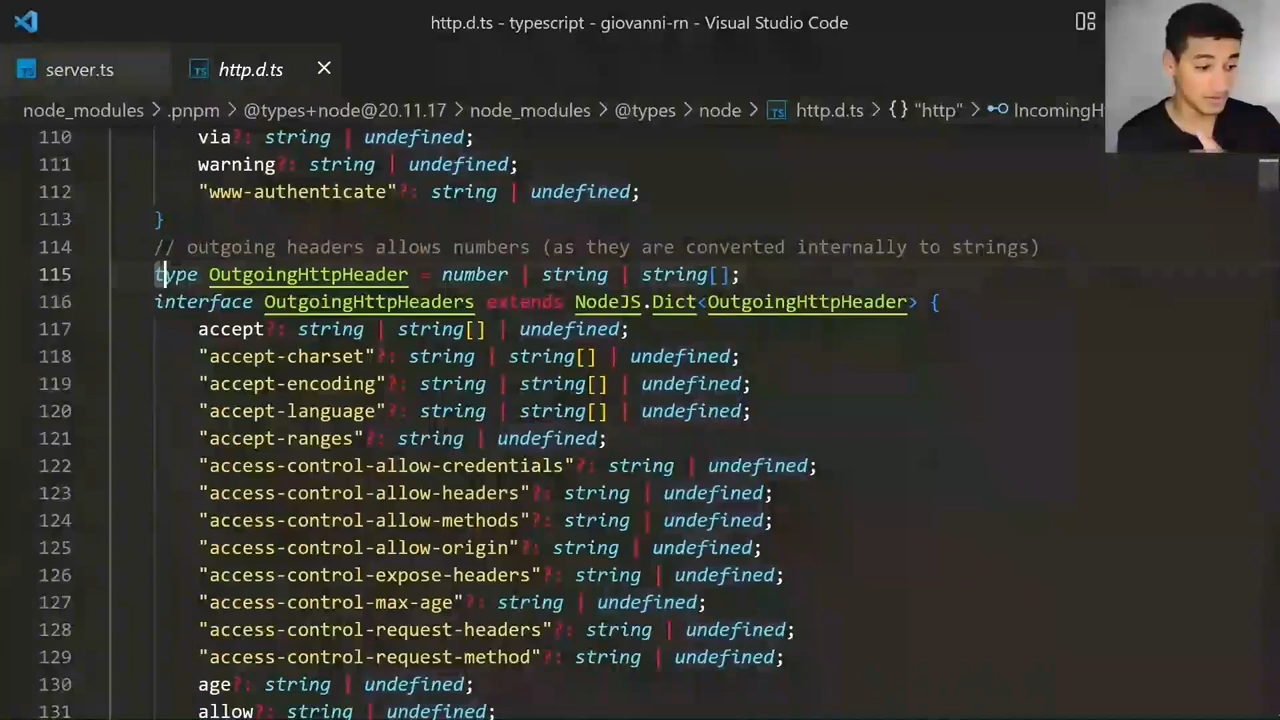 http.d.ts - typescript - giovanni-rn - Visual Studio Code
server.ts
http.d.ts
node_modules > .pnpm > @types+node@20.11.17 > node_modules > @types > node > http.d.ts > {} "http" > IncomingH
110 via?: string | undefined;
111 warning?: string | undefined;
112 "www-authenticate"?: string | undefined;
113 }
114 // outgoing headers allows numbers (as they are converted internally to strings)
115 type OutgoingHttpHeader = number | string | string[];
116 interface OutgoingHttpHeaders extends NodeJS.Dict<OutgoingHttpHeader> {
117 accept?: string | string[] | undefined;
118 "accept-charset"?: string | string[] | undefined;
119 "accept-encoding"?: string | string[] | undefined;
120 "accept-language"?: string | string[] | undefined;
121 "accept-ranges"?: string | undefined;
122 "access-control-allow-credentials"?: string | undefined;
123 "access-control-allow-headers"?: string | undefined;
124 "access-control-allow-methods"?: string | undefined;
125 "access-control-allow-origin"?: string | undefined;
126 "access-control-expose-headers"?: string | undefined;
127 "access-control-max-age"?: string | undefined;
128 "access-control-request-headers"?: string | undefined;
129 "access-control-request-method"?: string | undefined;
130 age?: string | undefined;
131 allow?: string | undefined;